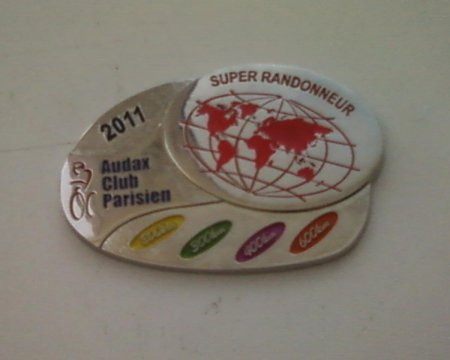 SUPER RANDONNEUR
2011
Audax
Club
Parisien
200km 300km 400km 600km